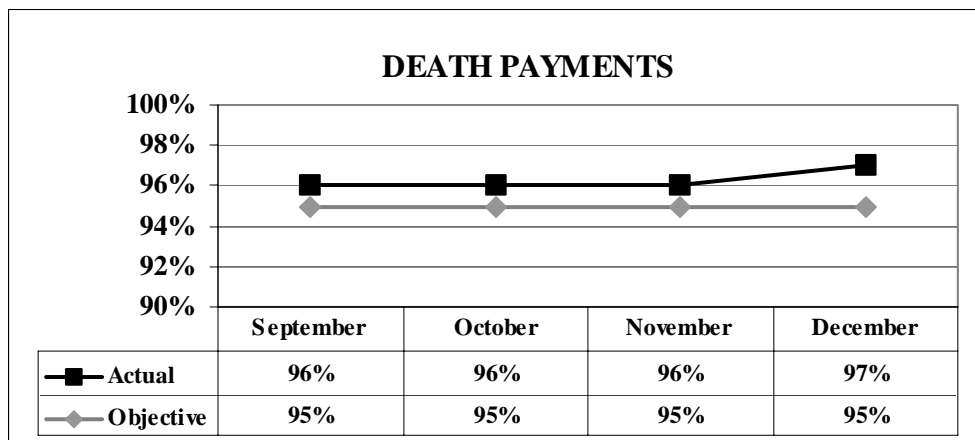 DEATH PAYMENTS
100%
98%
96%
94%
92%
90%
September October November December
Actual 96% 96% 96% 97%
Objective 95% 95% 95% 95%